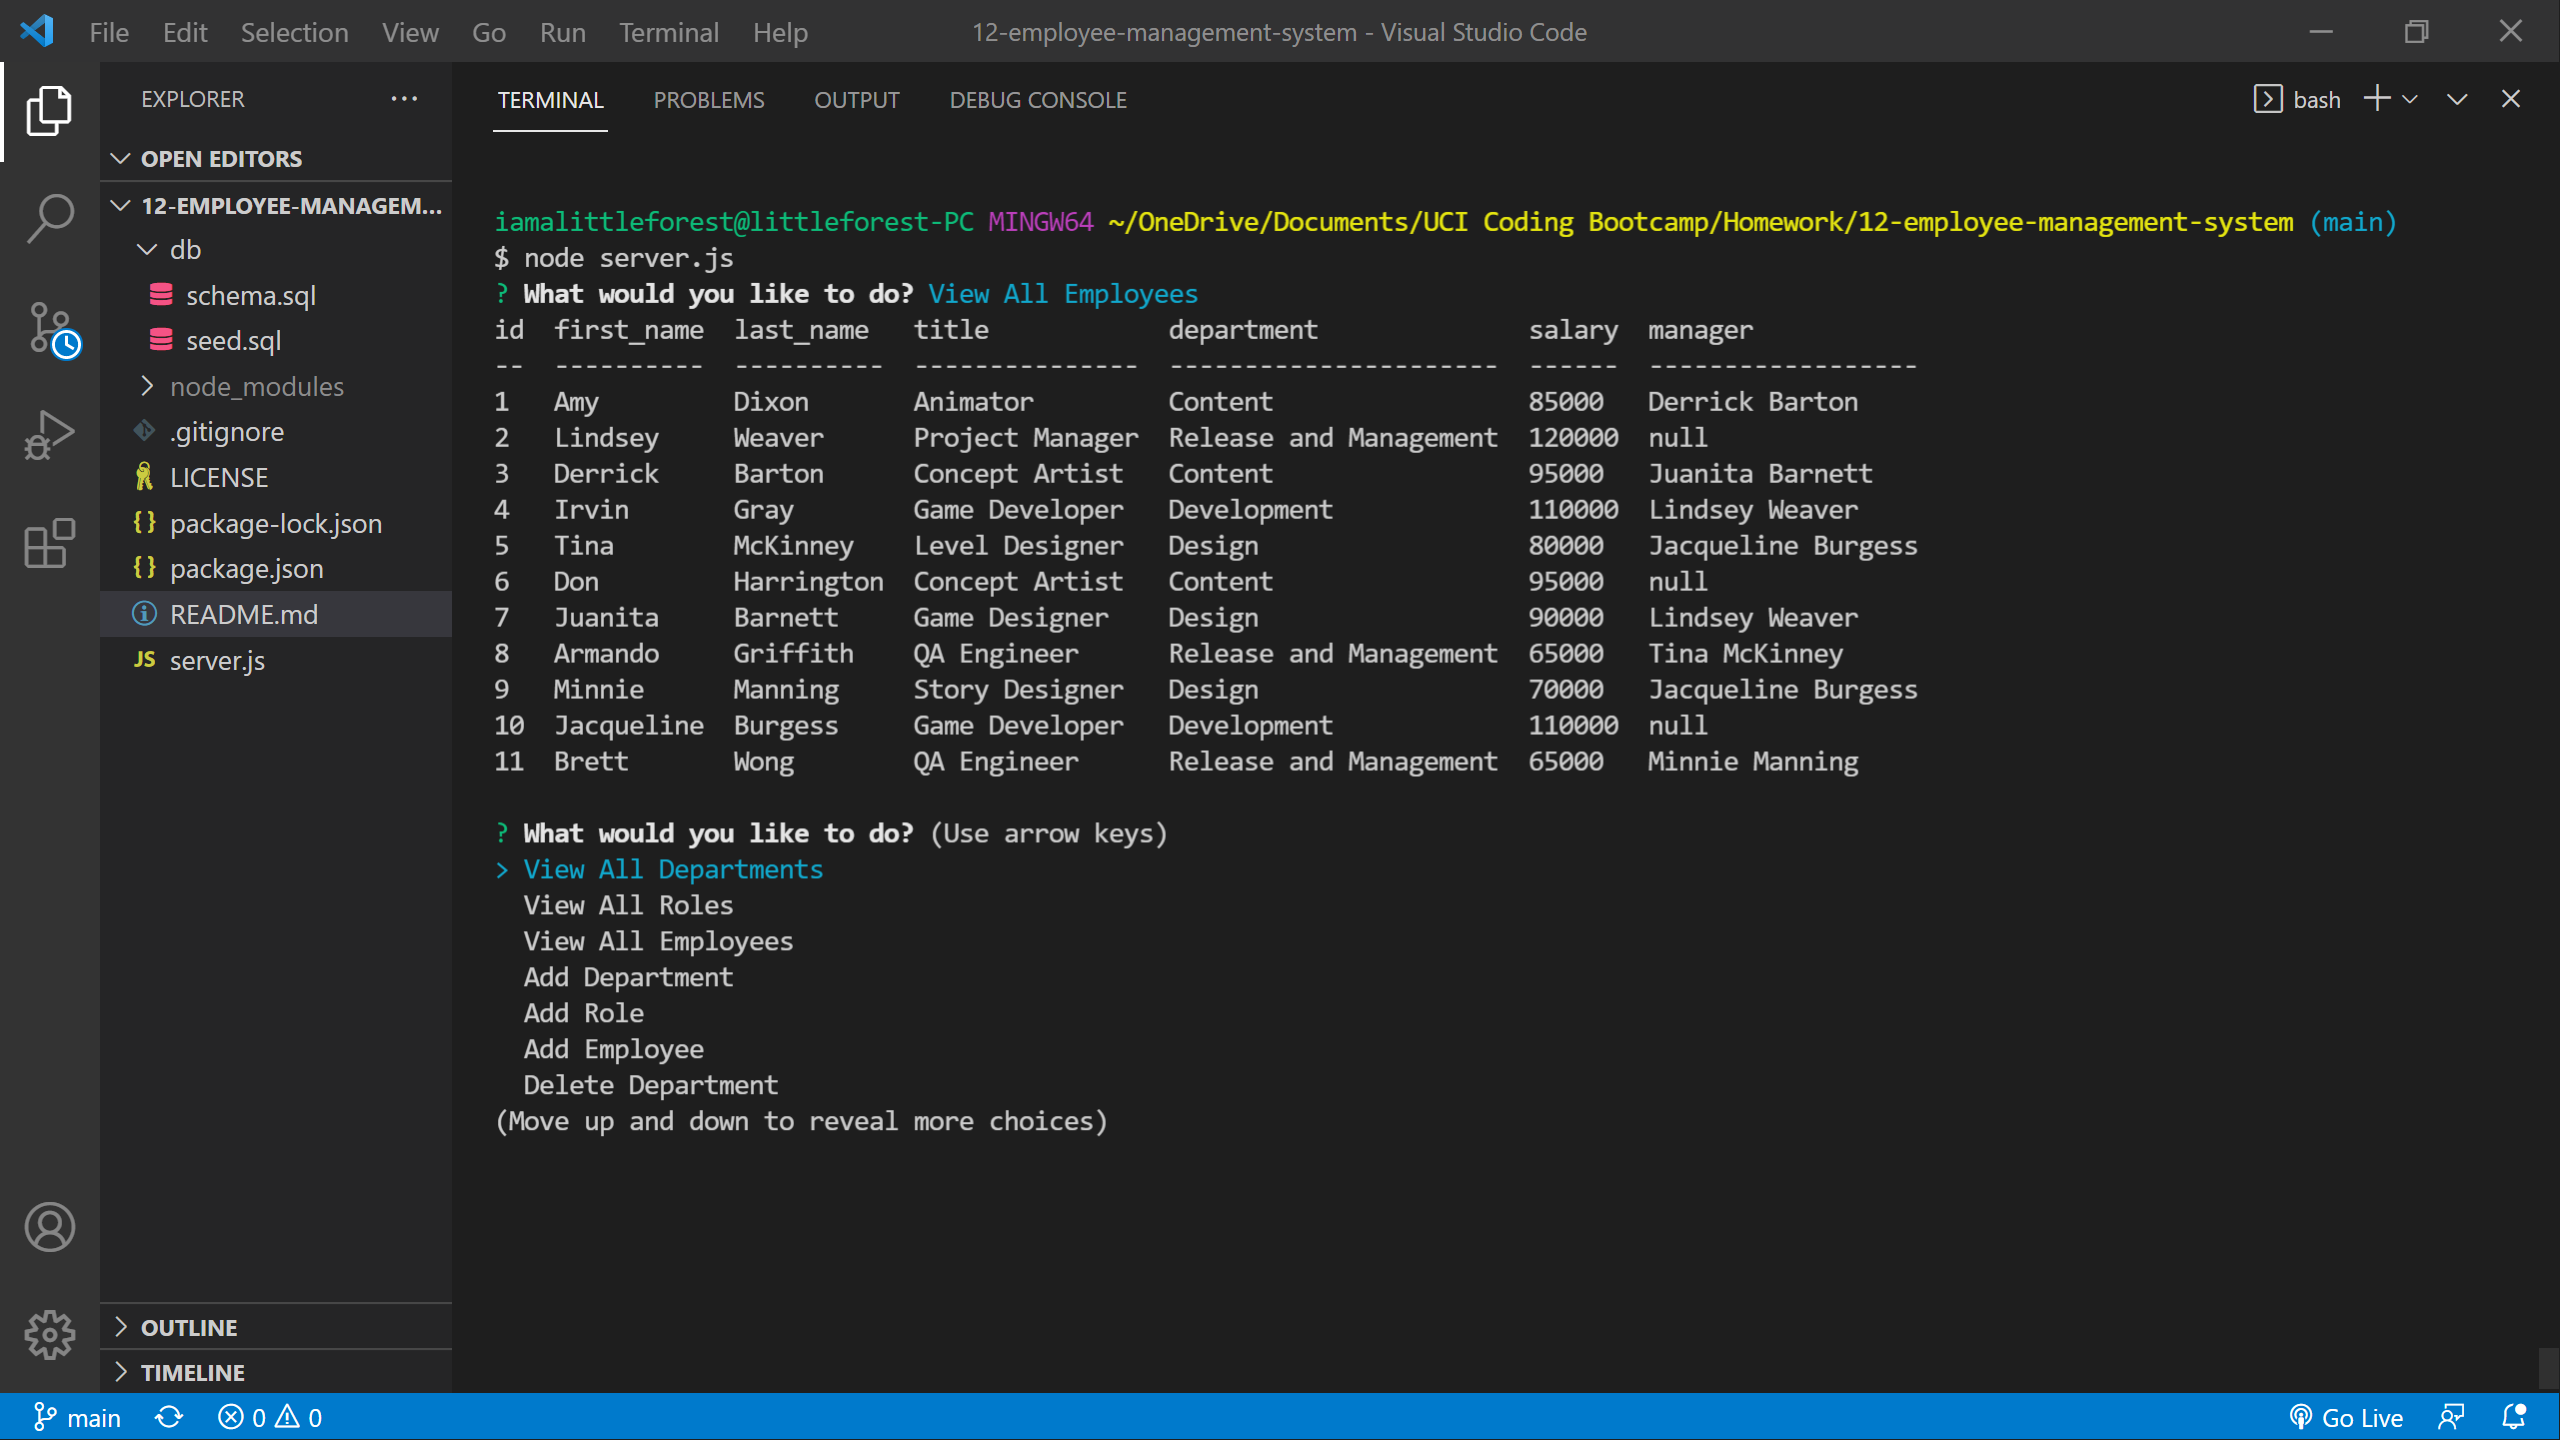 File Edit Selection View Go Run Terminal Help 12-employee-management-system - Visual Studio Code
EXPLORER
OPEN EDITORS
12-EMPLOYEE-MANAGEM...
db
schema.sql
seed.sql
node_modules
.gitignore
LICENSE
package-lock.json
package.json
README.md
JS server.js
OUTLINE
TIMELINE
TERMINAL PROBLEMS OUTPUT DEBUG CONSOLE bash
iamalittleforest@littleforest-PC MINGW64 ~/OneDrive/Documents/UCI Coding Bootcamp/Homework/12-employee-management-system (main)
$ node server.js
? What would you like to do? View All Employees
id first_name last_name title department salary manager
-- ---------- ---------- --------------- ---------------------- ------ ------------------
1 Amy Dixon Animator Content 85000 Derrick Barton
2 Lindsey Weaver Project Manager Release and Management 120000 null
3 Derrick Barton Concept Artist Content 95000 Juanita Barnett
4 Irvin Gray Game Developer Development 110000 Lindsey Weaver
5 Tina McKinney Level Designer Design 80000 Jacqueline Burgess
6 Don Harrington Concept Artist Content 95000 null
7 Juanita Barnett Game Designer Design 90000 Lindsey Weaver
8 Armando Griffith QA Engineer Release and Management 65000 Tina McKinney
9 Minnie Manning Story Designer Design 70000 Jacqueline Burgess
10 Jacqueline Burgess Game Developer Development 110000 null
11 Brett Wong QA Engineer Release and Management 65000 Minnie Manning
? What would you like to do? (Use arrow keys)
> View All Departments
View All Roles
View All Employees
Add Department
Add Role
Add Employee
Delete Department
(Move up and down to reveal more choices)
main 0 0 Go Live